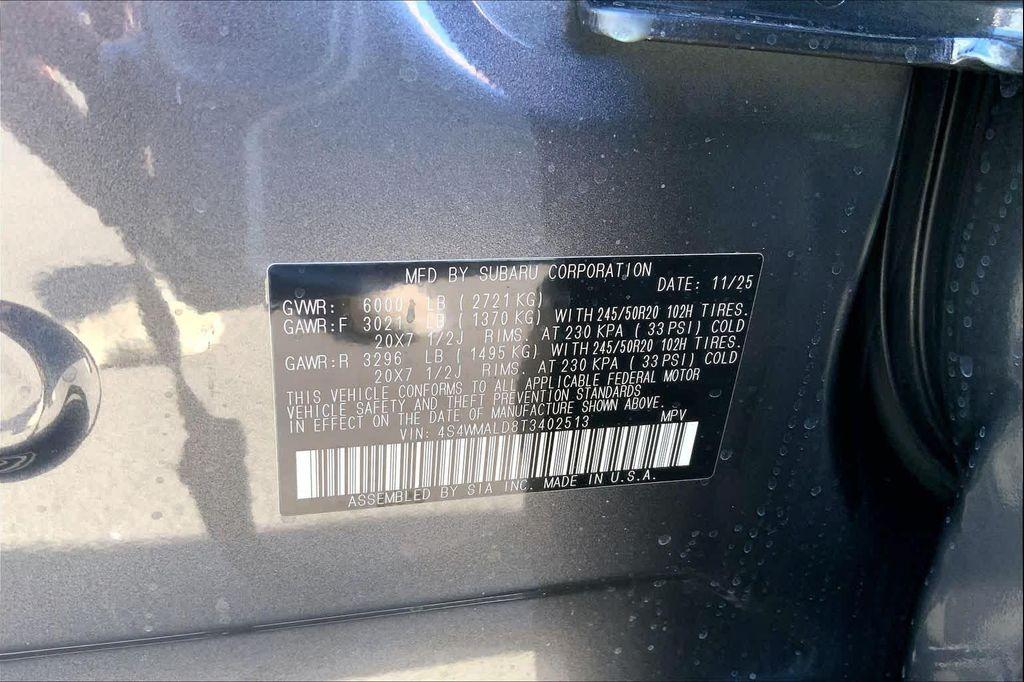 MFD BY SUBARU CORPORATION
DATE: 11/25
GVWR: 6000 LB ( 2721 KG)
GAWR:F 3021 LB ( 1370 KG) WITH 245/50R20 102H TIRES.
20X7 1/2J RIMS. AT 230 KPA ( 33 PSI) COLD
GAWR:R 3296 LB ( 1495 KG) WITH 245/50R20 102H TIRES.
20X7 1/2J RIMS. AT 230 KPA ( 33 PSI) COLD
THIS VEHICLE CONFORMS TO ALL APPLICABLE FEDERAL MOTOR
VEHICLE SAFETY AND THEFT PREVENTION STANDARDS
IN EFFECT ON THE DATE OF MANUFACTURE SHOWN ABOVE.
VIN: 4S4WMALD8T3402513 MPV
ASSEMBLED BY SIA INC. MADE IN U.S.A.